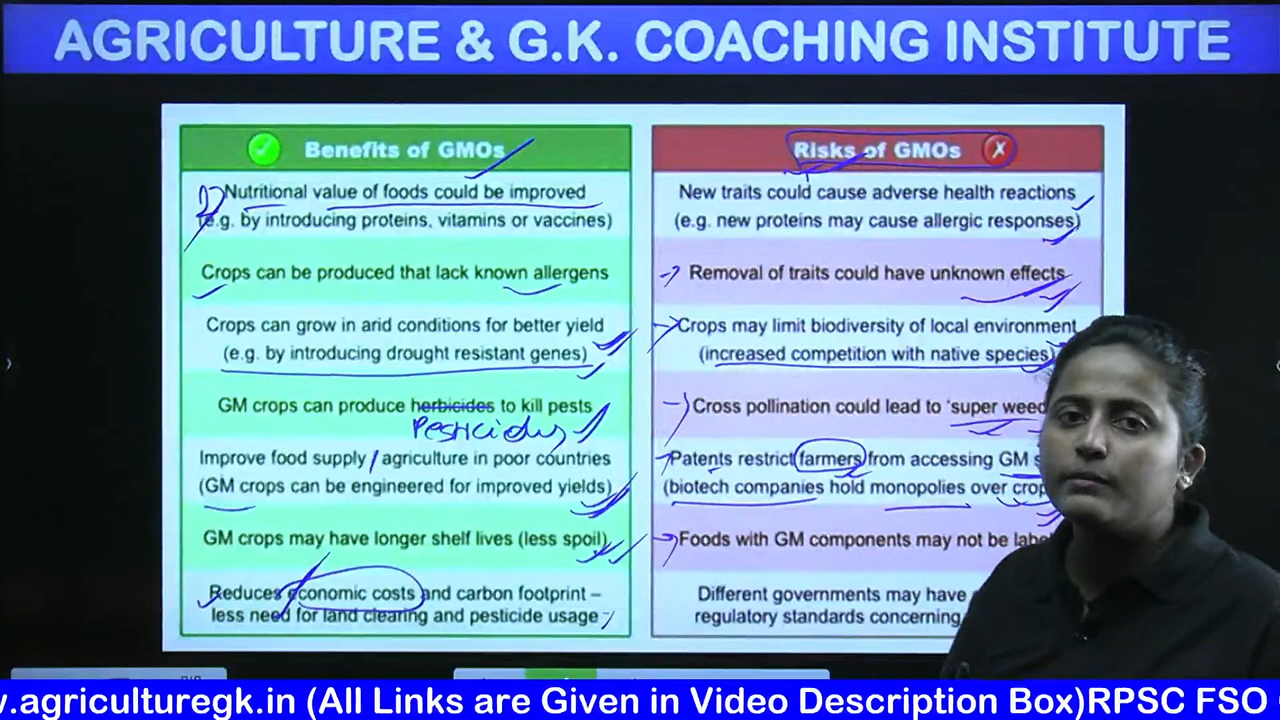 AGRICULTURE & G.K. COACHING INSTITUTE
Benefits of GMOs
Nutritional value of foods could be improved
(e.g. by introducing proteins, vitamins or vaccines)
Crops can be produced that lack known allergens
Crops can grow in arid conditions for better yield
(e.g. by introducing drought resistant genes)
GM crops can produce herbicides to kill pests
Pesticides
Improve food supply / agriculture in poor countries
(GM crops can be engineered for improved yields)
GM crops may have longer shelf lives (less spoil)
Reduces economic costs and carbon footprint –
less need for land clearing and pesticide usage
Risks of GMOs
New traits could cause adverse health reactions
(e.g. new proteins may cause allergic responses)
Removal of traits could have unknown effects
Crops may limit biodiversity of local environment
(increased competition with native species)
Cross pollination could lead to ‘super weed
Patents restrict farmers from accessing GM s
(biotech companies hold monopolies over crop
Foods with GM components may not be labe
Different governments may have
regulatory standards concerning
v.agriculturegk.in (All Links are Given in Video Description Box)RPSC FSO